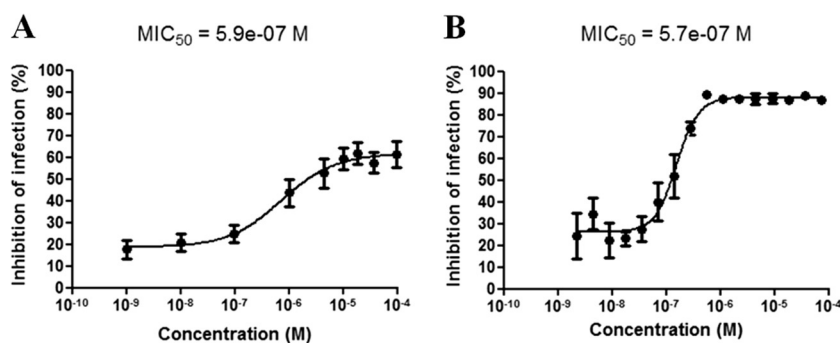 A
MIC₅₀ = 5.9e-07 M
Inhibition of infection (%)
100
90
80
70
60
50
40
30
20
10
0
10⁻¹⁰ 10⁻⁹ 10⁻⁸ 10⁻⁷ 10⁻⁶ 10⁻⁵ 10⁻⁴
Concentration (M)
B
MIC₅₀ = 5.7e-07 M
Inhibition of infection (%)
100
90
80
70
60
50
40
30
20
10
0
10⁻¹⁰ 10⁻⁹ 10⁻⁸ 10⁻⁷ 10⁻⁶ 10⁻⁵ 10⁻⁴
Concentration (M)